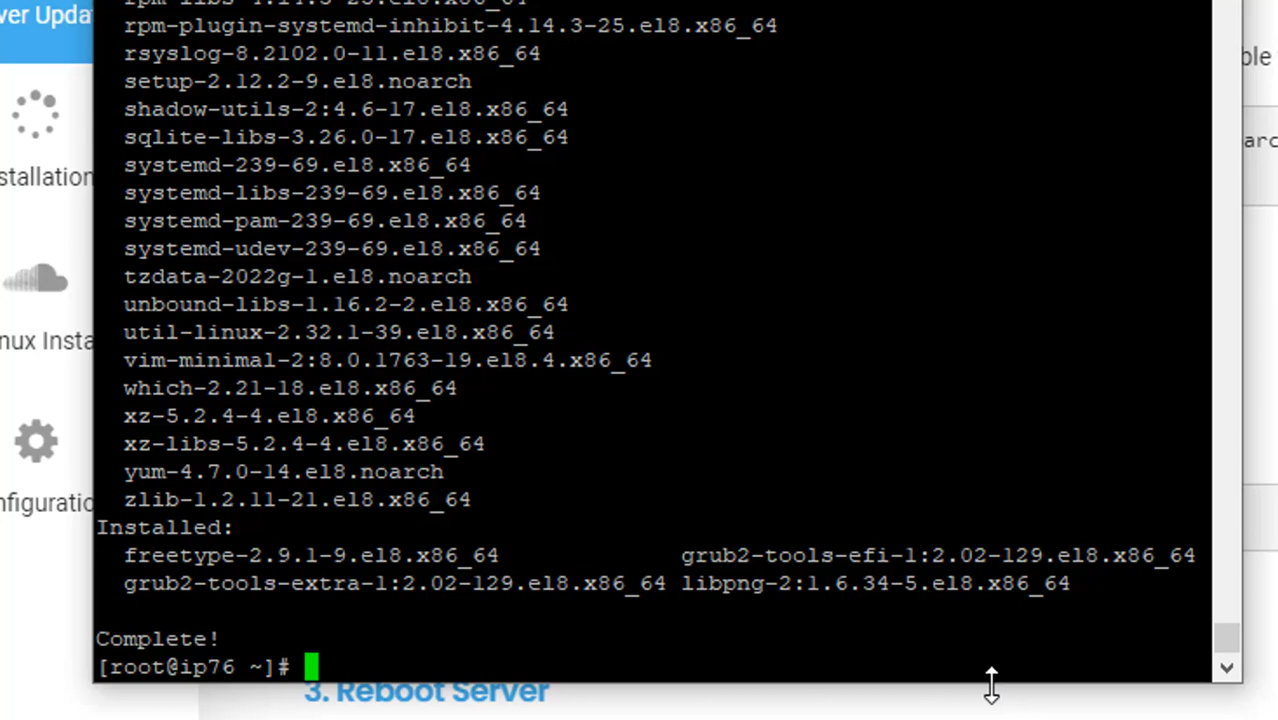 rpm-plugin-systemd-inhibit-4.14.3-25.el8.x86_64
rsyslog-8.2102.0-11.el8.x86_64
setup-2.12.2-9.el8.noarch
shadow-utils-2:4.6-17.el8.x86_64
sqlite-libs-3.26.0-17.el8.x86_64
systemd-239-69.el8.x86_64
systemd-libs-239-69.el8.x86_64
systemd-pam-239-69.el8.x86_64
systemd-udev-239-69.el8.x86_64
tzdata-2022g-1.el8.noarch
unbound-libs-1.16.2-2.el8.x86_64
util-linux-2.32.1-39.el8.x86_64
vim-minimal-2:8.0.1763-19.el8.4.x86_64
which-2.21-18.el8.x86_64
xz-5.2.4-4.el8.x86_64
xz-libs-5.2.4-4.el8.x86_64
yum-4.7.0-14.el8.noarch
zlib-1.2.11-21.el8.x86_64
Installed:
freetype-2.9.1-9.el8.x86_64 grub2-tools-efi-1:2.02-129.el8.x86_64
grub2-tools-extra-1:2.02-129.el8.x86_64 libpng-2:1.6.34-5.el8.x86_64
Complete!
[root@ip76 ~]#
3. Reboot Server
ver Upda
stallation
nux Insta
nfiguratio
ble
arc